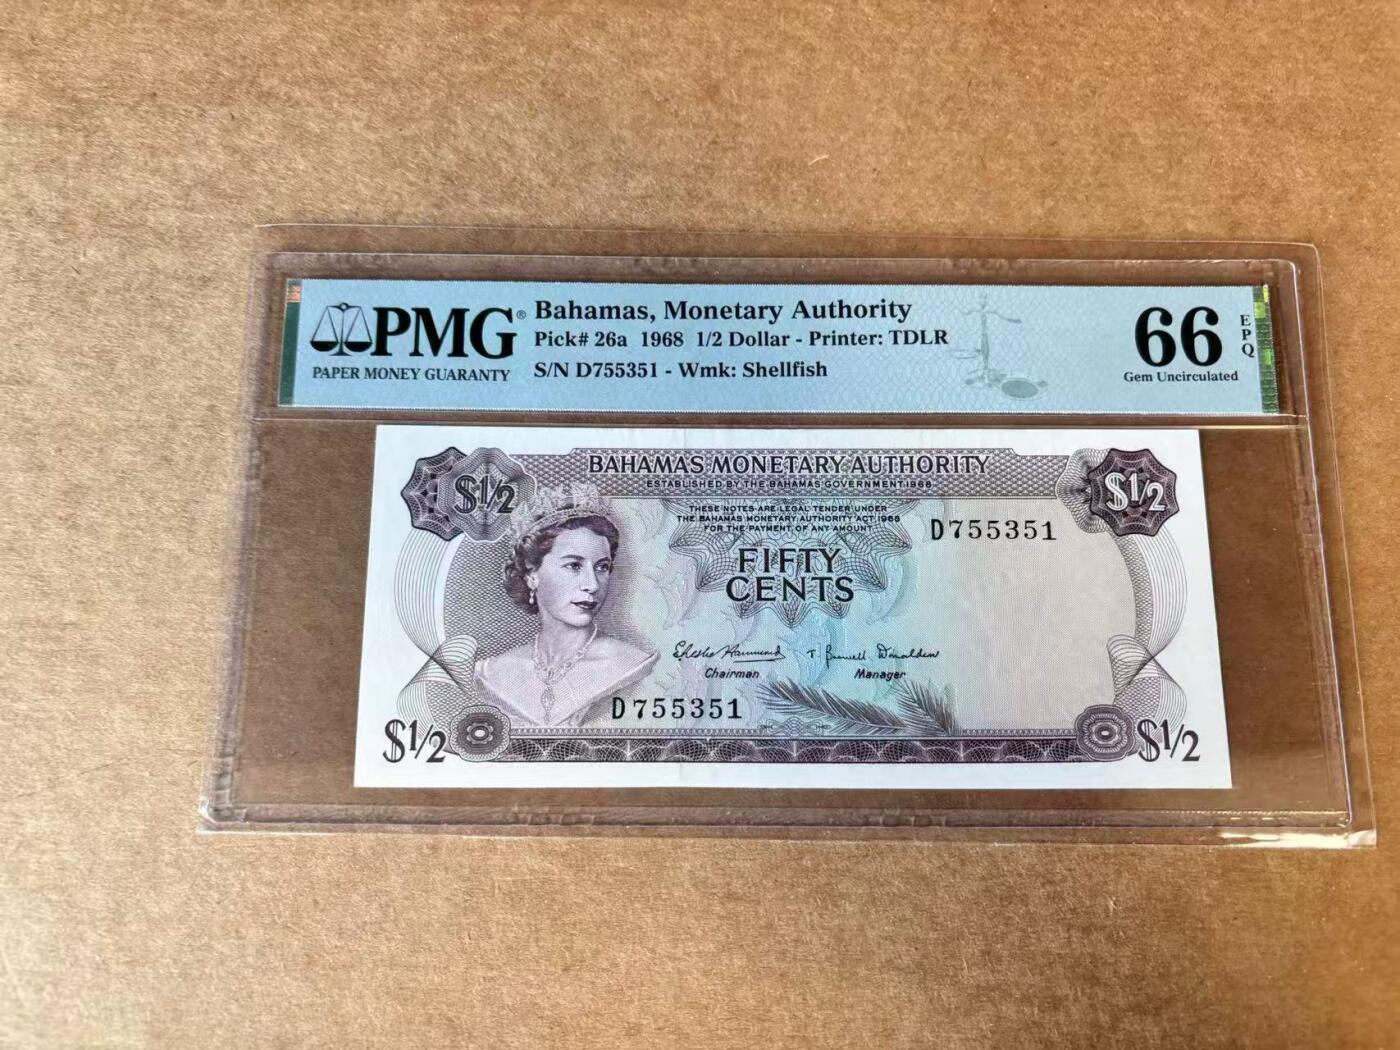 PMG®
PAPER MONEY GUARANTY
Bahamas, Monetary Authority
Pick# 26a 1968 1/2 Dollar - Printer: TDLR
S/N D755351 - Wmk: Shellfish
66
EPQ
Gem Uncirculated
BAHAMAS MONETARY AUTHORITY
ESTABLISHED BY THE BAHAMAS GOVERNMENT 1968
$1/2
$1/2
THESE NOTES ARE LEGAL TENDER UNDER
THE BAHAMAS MONETARY AUTHORITY ACT 1968
FOR THE PAYMENT OF ANY AMOUNT
D755351
FIFTY
CENTS
Chairman
Manager
D755351
$1/2
$1/2